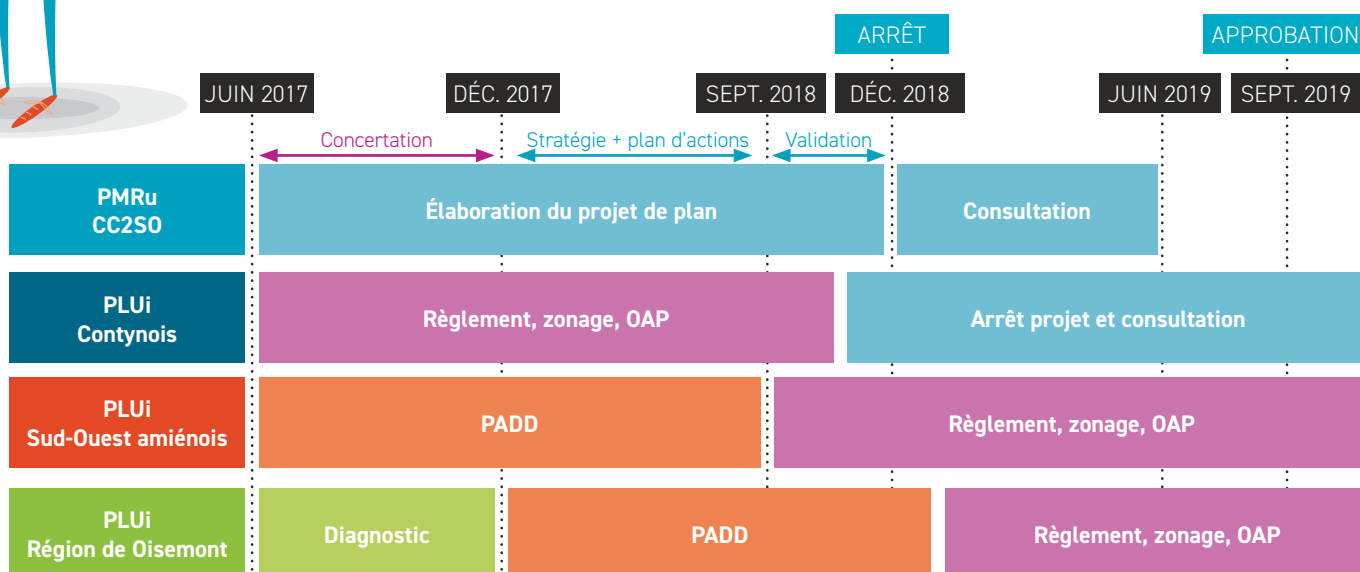 ARRÊT
APPROBATION
JUIN 2017
DÉC. 2017
SEPT. 2018
DÉC. 2018
JUIN 2019
SEPT. 2019
Concertation
Stratégie + plan d'actions
Validation
PMRu
CC2SO
Élaboration du projet de plan
Consultation
PLUi
Contynois
Règlement, zonage, OAP
Arrêt projet et consultation
PLUi
Sud-Ouest amiénois
PADD
Règlement, zonage, OAP
PLUi
Région de Oisemont
Diagnostic
PADD
Règlement, zonage, OAP